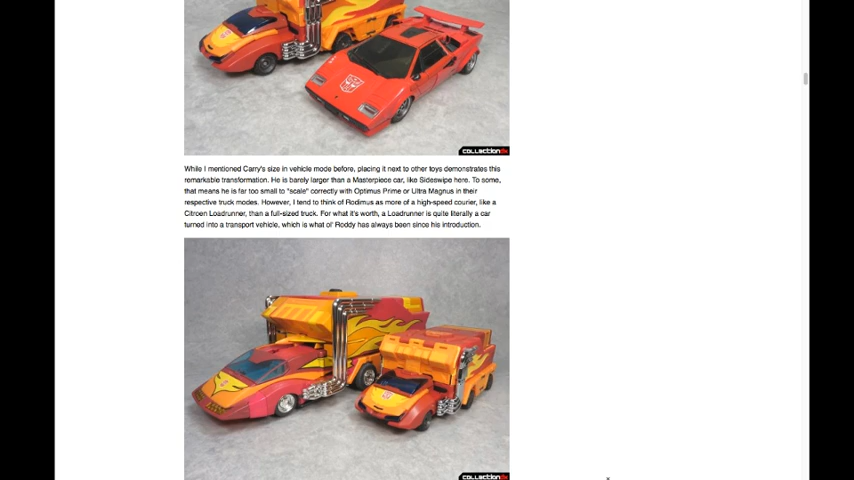 collectiondx
While I mentioned Carry's size in vehicle mode before, placing it next to other toys demonstrates this
remarkable transformation. He is barely larger than a Masterpiece car, like Sideswipe here. To some,
that means he is far too small to "scale" correctly with Optimus Prime or Ultra Magnus in their
respective truck modes. However, I tend to think of Rodimus as more of a high-speed courier, like a
Citroen Loadrunner, than a full-sized truck. For what it's worth, a Loadrunner is quite literally a car
turned into a transport vehicle, which is what ol' Roddy has always been since his introduction.
collectiondx